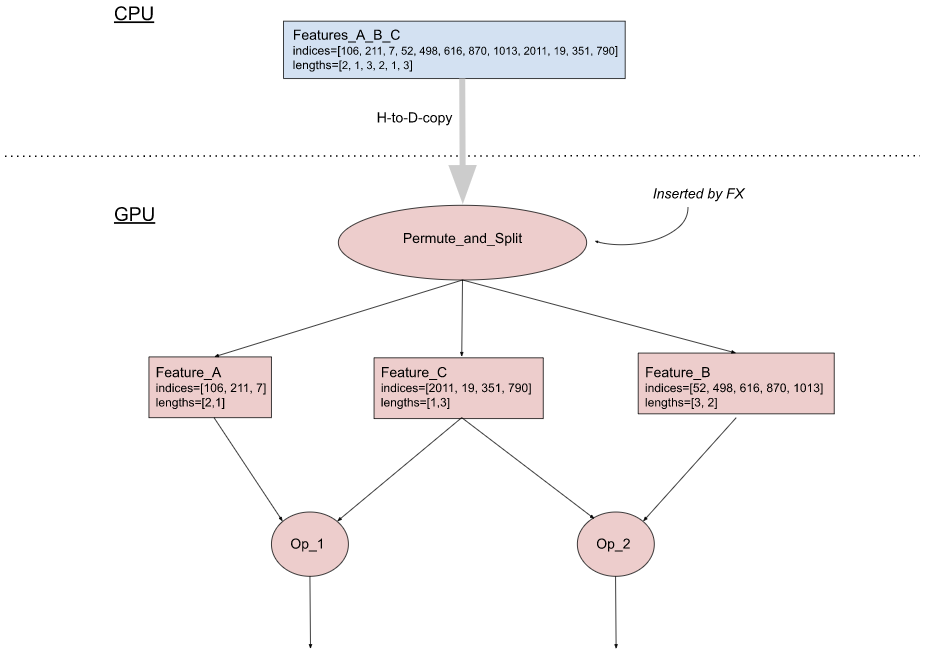 CPU
Features_A_B_C
indices=[106, 211, 7, 52, 498, 616, 870, 1013, 2011, 19, 351, 790]
lengths=[2, 1, 3, 2, 1, 3]
H-to-D-copy
Inserted by FX
GPU
Permute_and_Split
Feature_A
indices=[106, 211, 7]
lengths=[2,1]
Feature_C
indices=[2011, 19, 351, 790]
lengths=[1,3]
Feature_B
indices=[52, 498, 616, 870, 1013]
lengths=[3, 2]
Op_1
Op_2